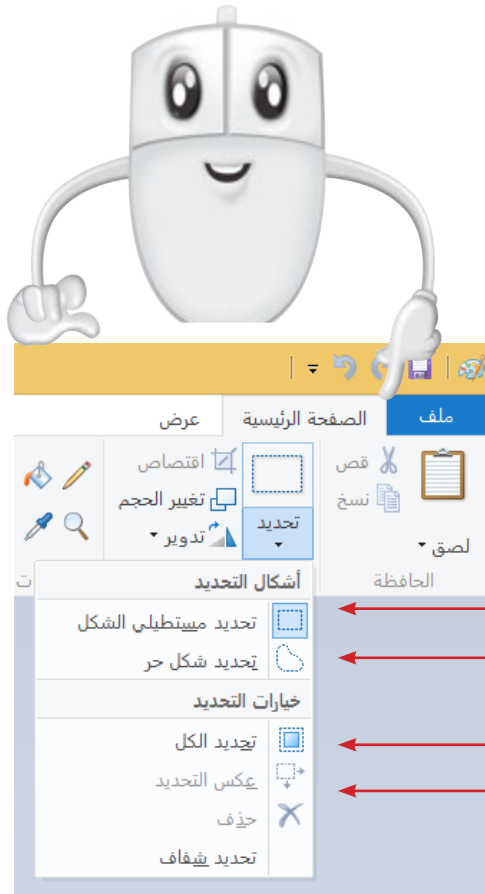 ملف الصفحة الرئيسية عرض
قص
نسخ
لصق
الحافظة
تحديد
اقتصاص
تغيير الحجم
تدوير
ت
أشكال التحديد
تحديد مستطيلي الشكل
تحديد شكل حر
خيارات التحديد
تحديد الكل
عكس التحديد
حذف
تحديد شفاف